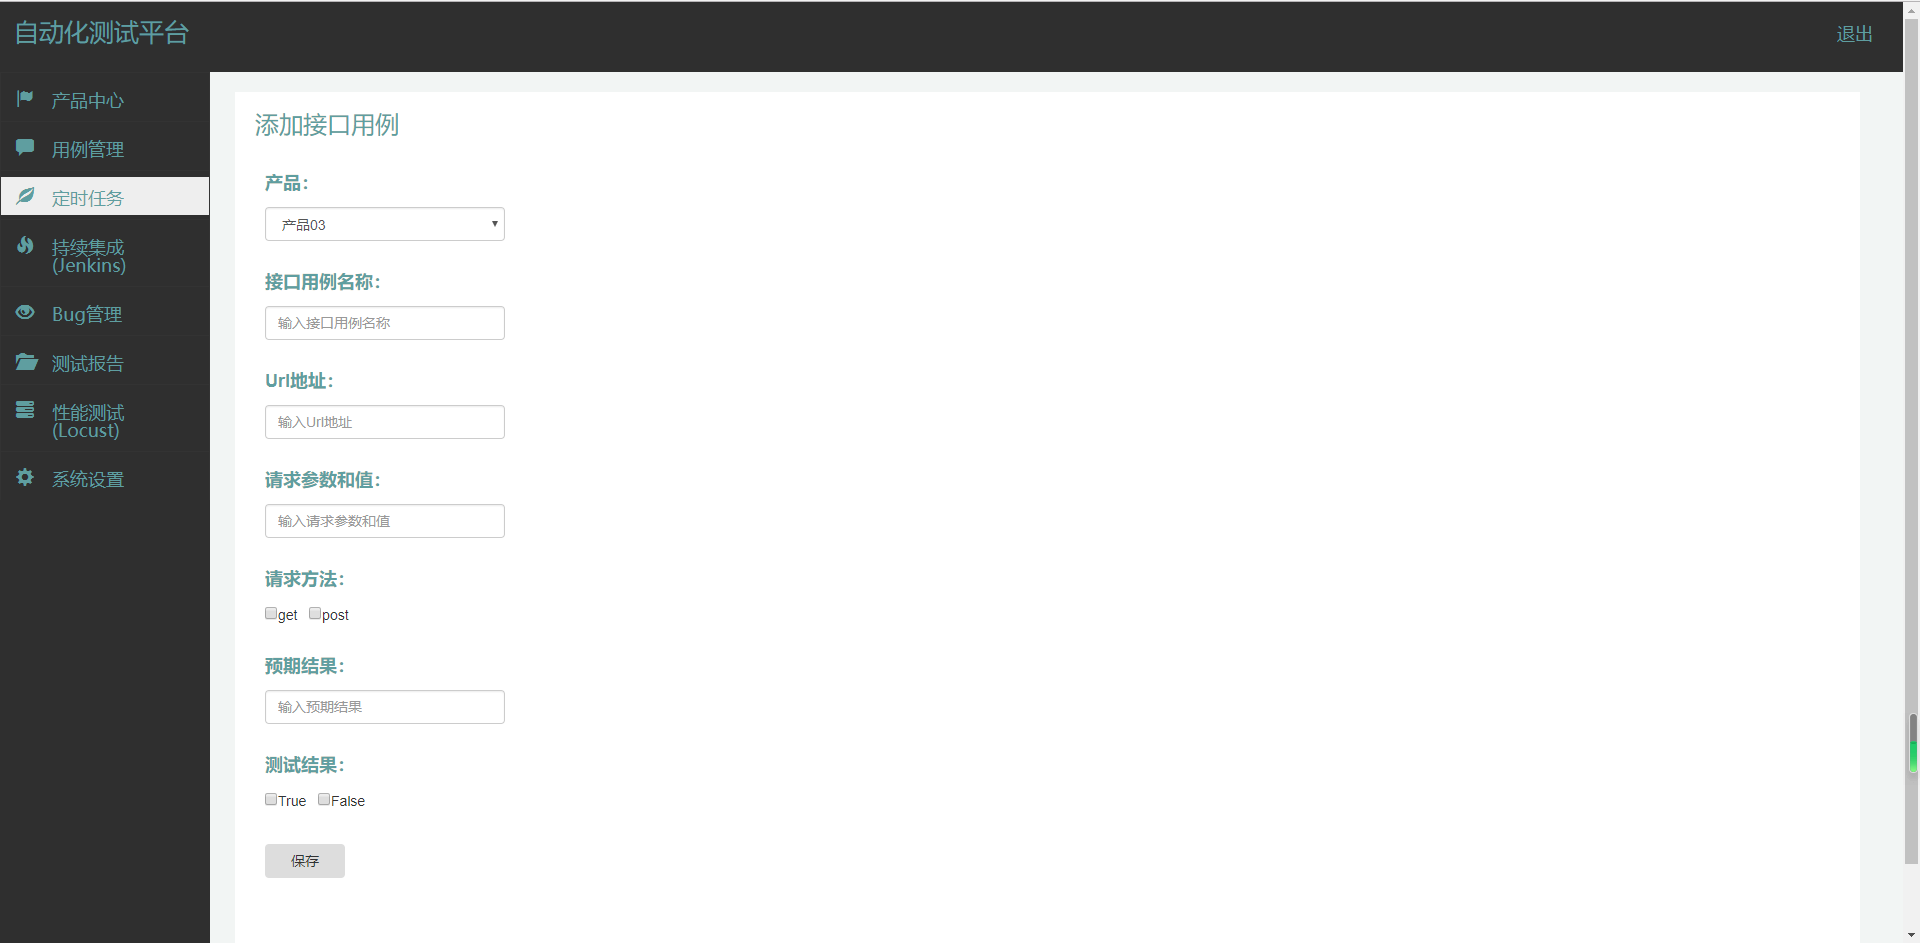 自动化测试平台
退出
产品中心
用例管理
定时任务
持续集成
(Jenkins)
Bug管理
测试报告
性能测试
(Locust)
系统设置
添加接口用例
产品：
产品03
接口用例名称：
输入接口用例名称
Url地址：
输入Url地址
请求参数和值：
输入请求参数和值
请求方法：
get post
预期结果：
输入预期结果
测试结果：
True False
保存